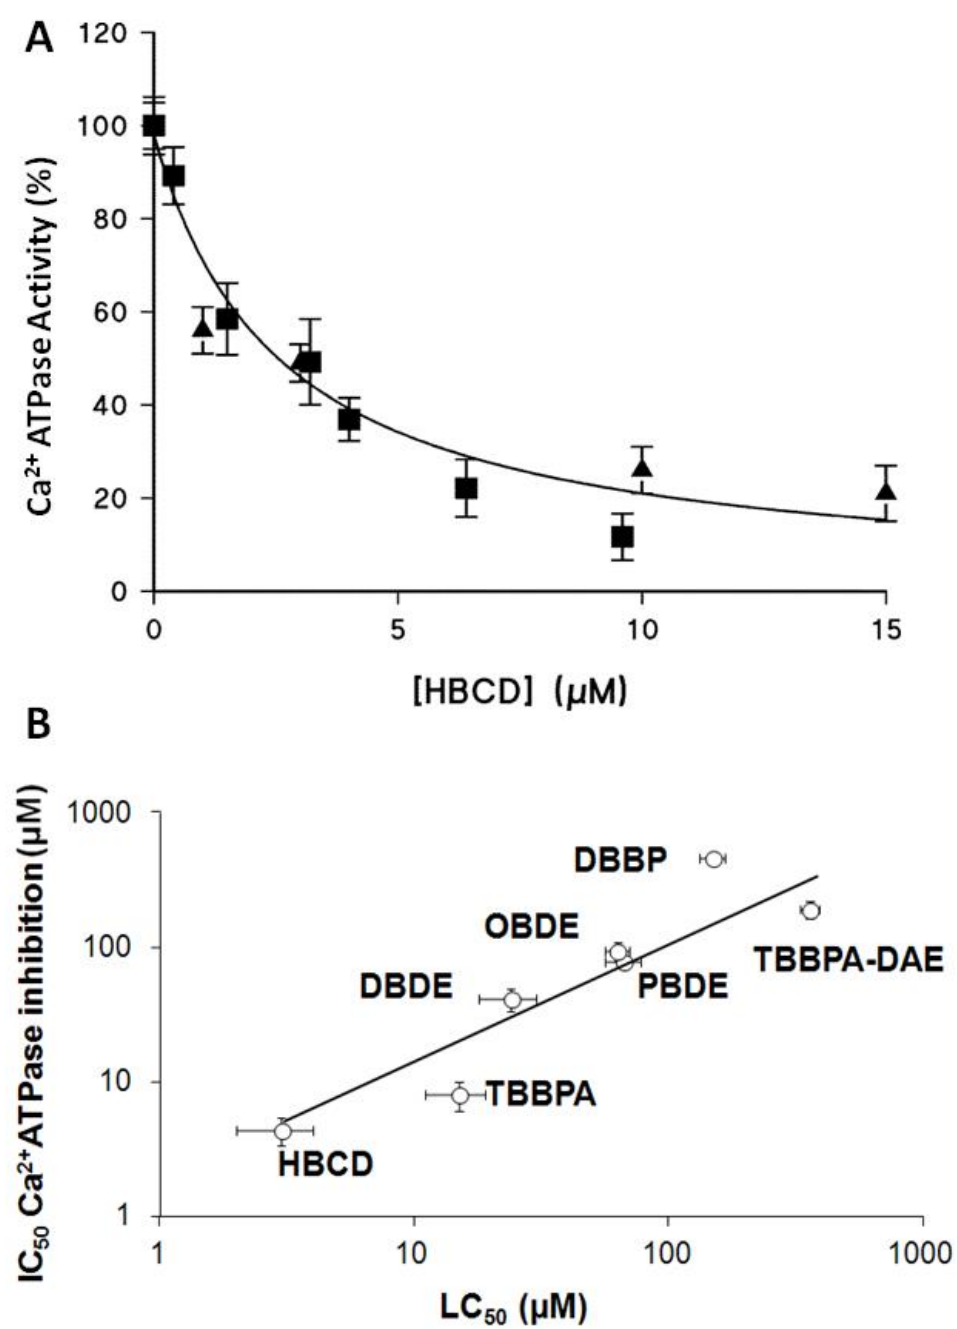 A
120
100
80
60
40
20
0
Ca²⁺ ATPase Activity (%)
0 5 10 15
[HBCD] (μM)
B
1000
100
10
1
IC₅₀ Ca²⁺ATPase inhibition (μM)
DBBP
OBDE
TBBPA-DAE
DBDE
PBDE
TBBPA
HBCD
1 10 100 1000
LC₅₀ (μM)